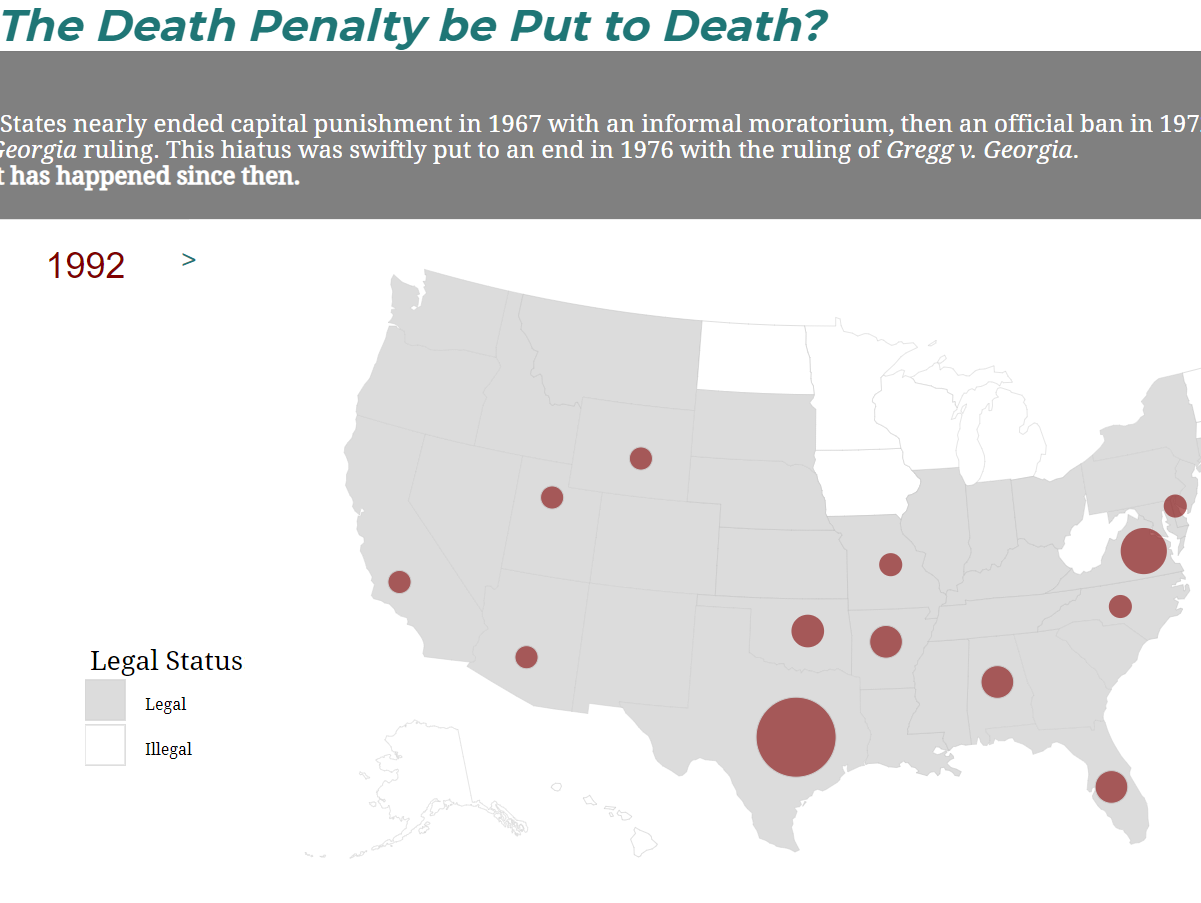 The Death Penalty be Put to Death?
States nearly ended capital punishment in 1967 with an informal moratorium, then an official ban in 197
Georgia ruling. This hiatus was swiftly put to an end in 1976 with the ruling of Gregg v. Georgia.
t has happened since then.
1992 >
Legal Status
Legal
Illegal